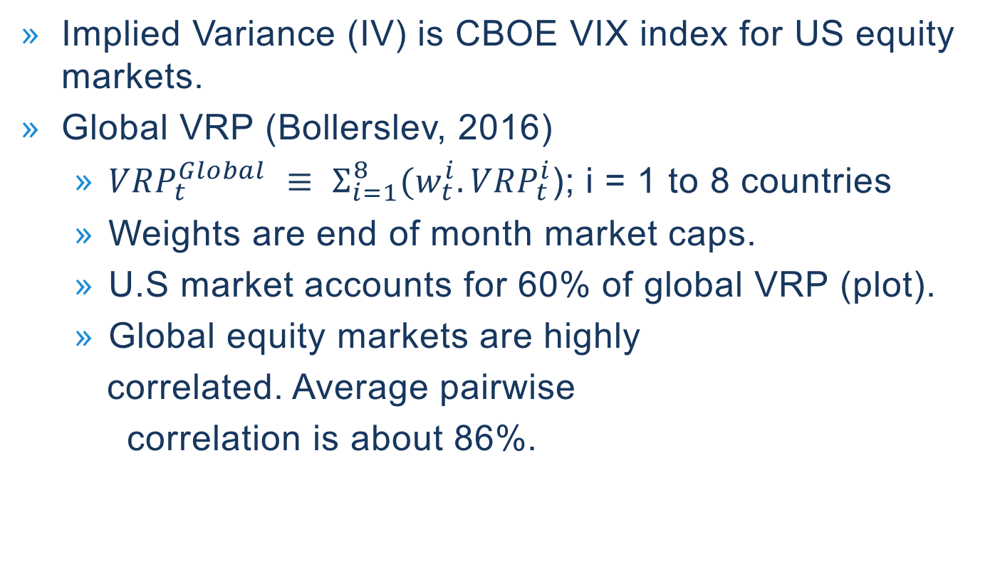 » Implied Variance (IV) is CBOE VIX index for US equity
markets.
» Global VRP (Bollerslev, 2016)
» $VRP_t^{Global} \equiv \Sigma_{i=1}^{8}(w_t^i . VRP_t^i)$; i = 1 to 8 countries
» Weights are end of month market caps.
» U.S market accounts for 60% of global VRP (plot).
» Global equity markets are highly
correlated. Average pairwise
correlation is about 86%.